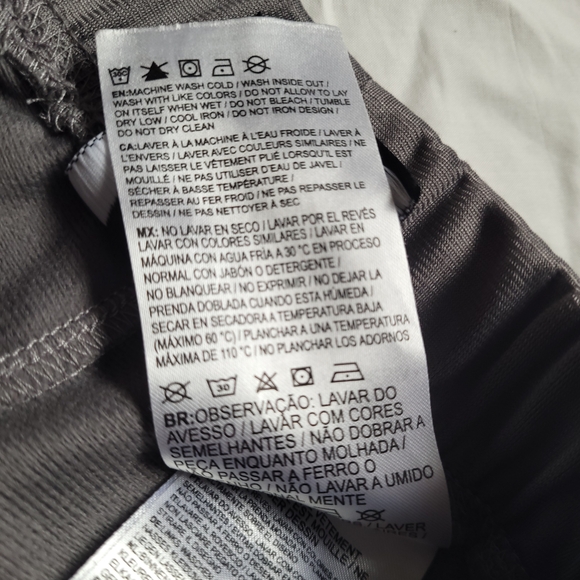 EN:MACHINE WASH COLD / WASH INSIDE OUT /
WASH WITH LIKE COLORS / DO NOT ALLOW TO LAY
ON ITSELF WHEN WET / DO NOT BLEACH / TUMBLE
DRY LOW / COOL IRON / DO NOT IRON DESIGN /
DO NOT DRY CLEAN
CA:LAVER À LA MACHINE À L'EAU FROIDE / LAVER À
L'ENVERS / LAVER AVEC COULEURS SIMILAIRES / NE
PAS LAISSER LE VÊTEMENT PLIÉ LORSQU'IL EST
MOUILLÉ / NE PAS UTILISER D'EAU DE JAVEL /
SÉCHER À BASSE TEMPÉRATURE /
REPASSER AU FER FROID / NE PAS REPASSER LE
DESSIN / NE PAS NETTOYER À SEC
MX: NO LAVAR EN SECO / LAVAR POR EL REVÉS
LAVAR CON COLORES SIMILARES / LAVAR EN
MÁQUINA CON AGUA FRÍA A 30 °C EN PROCESO
NORMAL CON JABÓN O DETERGENTE /
NO BLANQUEAR / NO EXPRIMIR / NO DEJAR LA
PRENDA DOBLADA CUANDO ESTA HÚMEDA /
SECAR EN SECADORA A TEMPERATURA BAJA
(MÁXIMO 60 °C) / PLANCHAR A UNA TEMPERATURA
MÁXIMA DE 110 °C / NO PLANCHAR LOS ADORNOS
30
BR:OBSERVAÇÃO: LAVAR DO
AVESSO / LAVAR COM CORES
SEMELHANTES / NÃO DOBRAR A
PEÇA ENQUANTO MOLHADA /
PASSAR A FERRO O
/ NÃO LAVAR A UMIDO
MENTE